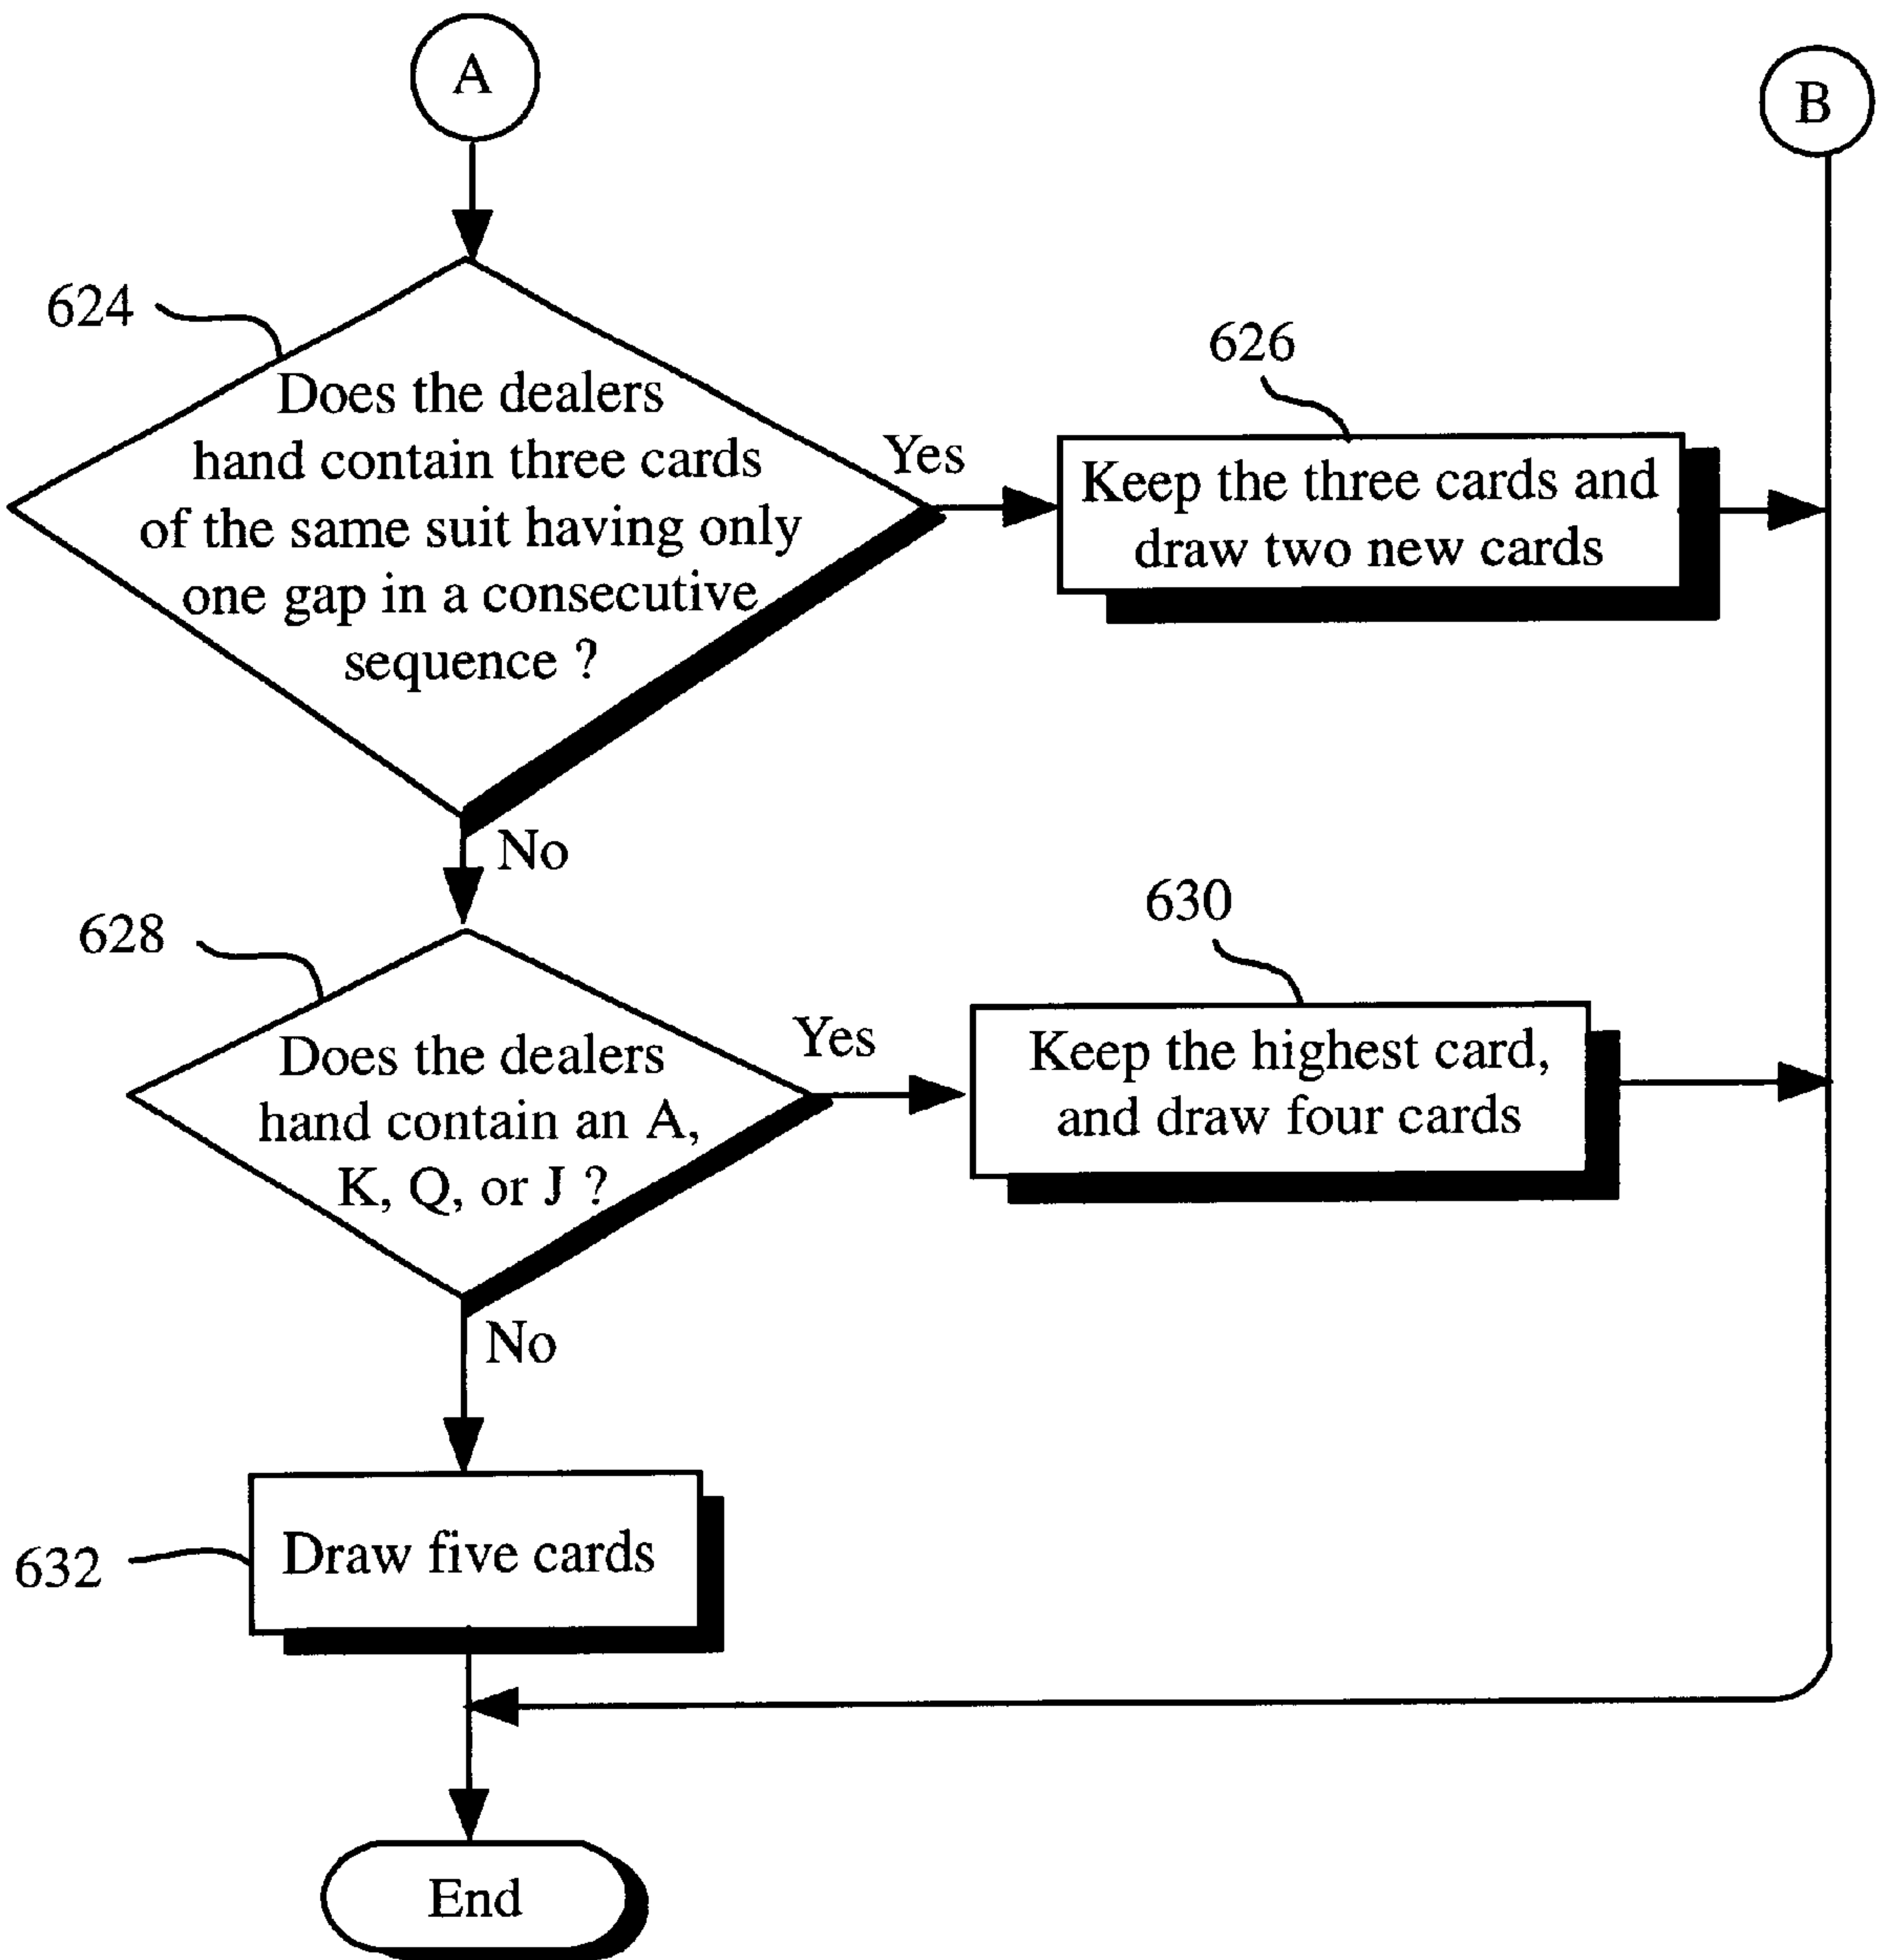 A
B
624
Does the dealers
hand contain three cards
of the same suit having only
one gap in a consecutive
sequence ?
Yes
626
Keep the three cards and
draw two new cards
No
628
Does the dealers
hand contain an A,
K, Q, or J ?
Yes
630
Keep the highest card,
and draw four cards
No
632
Draw five cards
End